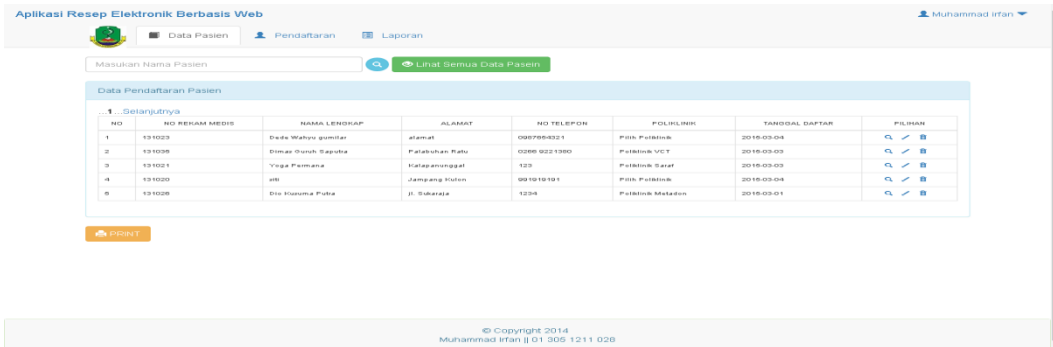 Aplikasi Resep Elektronik Berbasis Web
Muhammad irfan
Data Pasien Pendaftaran Laporan
Masukan Nama Pasien Lihat Semua Data Pasein
Data Pendaftaran Pasien
...1...Selanjutnya
NO NO REKAM MEDIS NAMA LENGKAP ALAMAT NO TELEPON POLIKLINIK TANGGAL DAFTAR PILIHAN
1 131023 Dede Wahyu gumilar alamat 0987654321 Pilih Poliklinik 2015-03-04
2 131035 Dimas Guruh Saputra Palabuhan Ratu 0266 9221350 Poliklinik VCT 2015-03-03
3 131021 Yoga Permana Kalapanunggal 123 Poliklinik Saraf 2015-03-03
4 131020 siti Jampang Kulon 991919191 Pilih Poliklinik 2015-03-04
5 131026 Dio Kusuma Putra jl. Sukaraja 1234 Poliklinik Metadon 2015-03-01
PRINT
© Copyright 2014
Muhammad Irfan || 01 305 1211 026